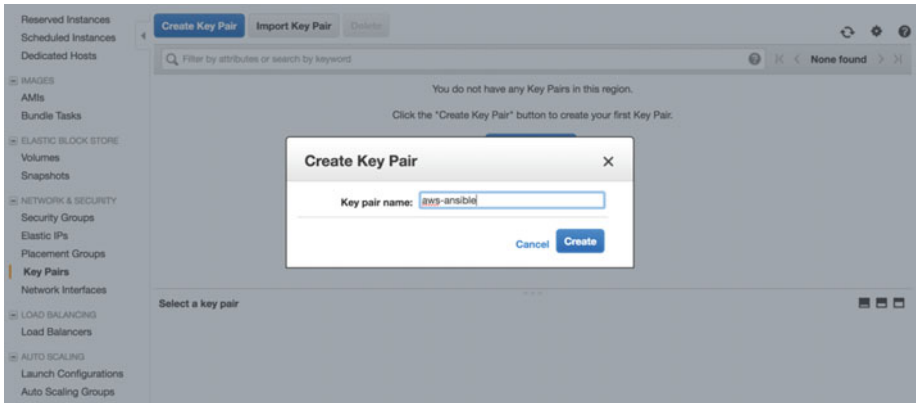 Reserved Instances
Scheduled Instances
Dedicated Hosts
IMAGES
AMIs
Bundle Tasks
ELASTIC BLOCK STORE
Volumes
Snapshots
NETWORK & SECURITY
Security Groups
Elastic IPs
Placement Groups
Key Pairs
Network Interfaces
LOAD BALANCING
Load Balancers
AUTO SCALING
Launch Configurations
Auto Scaling Groups
Create Key Pair Import Key Pair Delete
Filter by attributes or search by keyword None found
You do not have any Key Pairs in this region.
Click the "Create Key Pair" button to create your first Key Pair.
Create Key Pair
Key pair name: aws-ansible
Cancel Create
Select a key pair